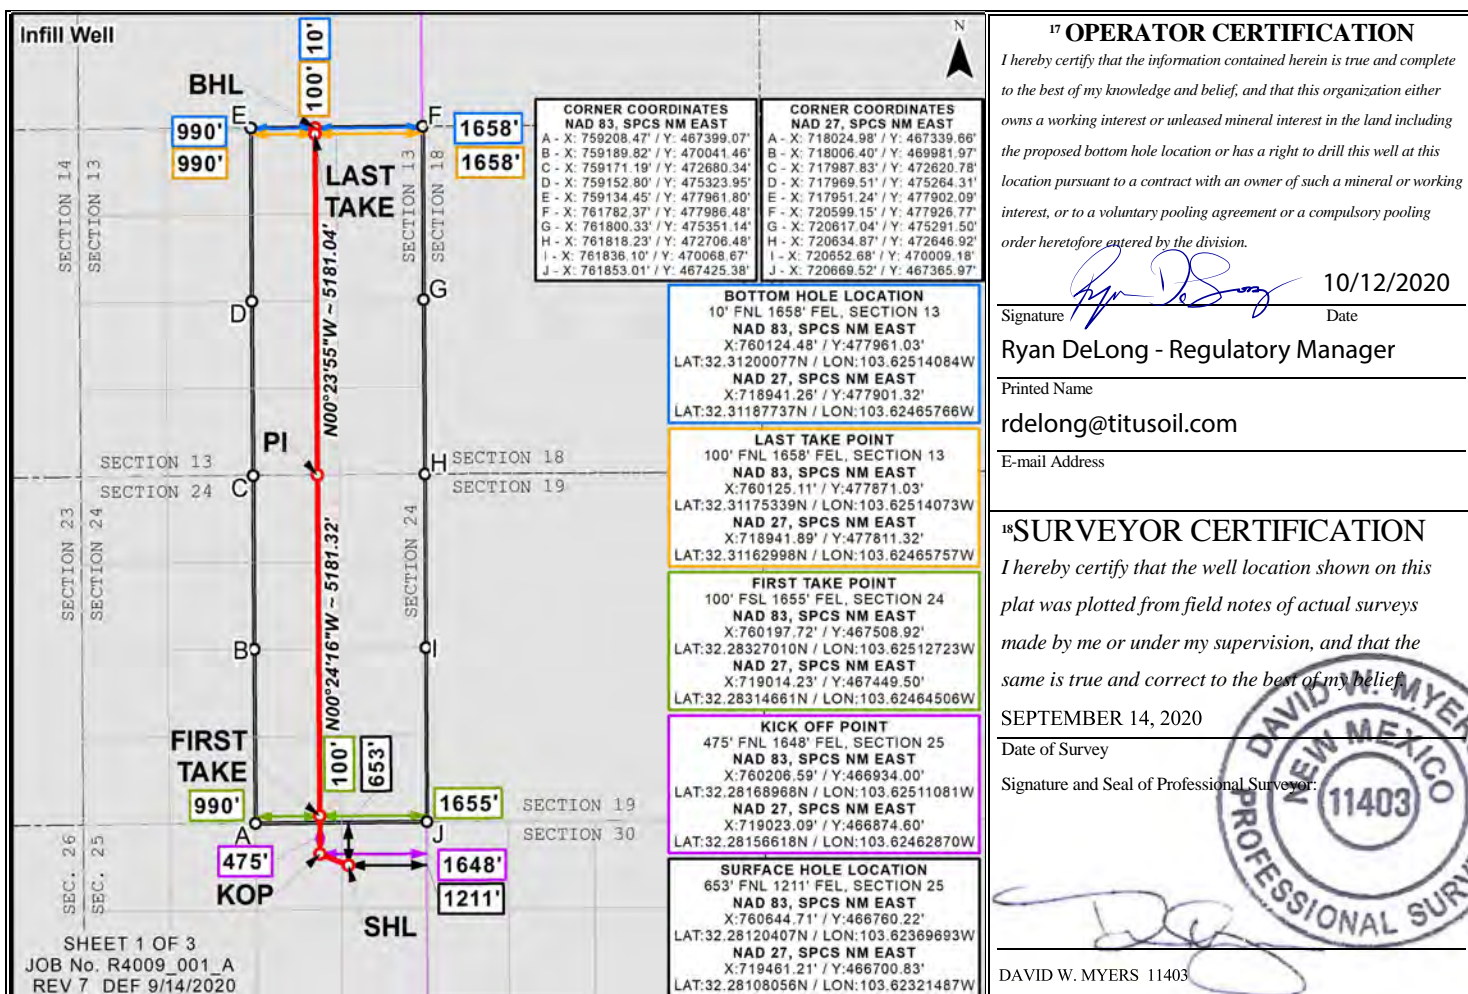 Infill Well
N
BHL
10'
100'
E
F
990'
990'
1658'
1658'
LAST
TAKE
SECTION 14
SECTION 13
SECTION 13
SECTION 18
N00°23'55"W ~ 5181.04'
D
G
PI
SECTION 13
SECTION 24
C
H
SECTION 18
SECTION 19
SECTION 23
SECTION 24
SECTION 24
N00°24'16"W ~ 5181.32'
B
I
FIRST
TAKE
100'
653'
990'
1655'
A
J
SECTION 19
SECTION 30
SEC. 26
SEC. 25
475'
KOP
1648'
1211'
SHL
SHEET 1 OF 3
JOB No. R4009_001_A
REV 7 DEF 9/14/2020
CORNER COORDINATES
NAD 83, SPCS NM EAST
A - X: 759208.47' / Y: 467399.07'
B - X: 759189.82' / Y: 470041.46'
C - X: 759171.19' / Y: 472680.34'
D - X: 759152.80' / Y: 475323.95'
E - X: 759134.45' / Y: 477961.80'
F - X: 761782.37' / Y: 477986.48'
G - X: 761800.33' / Y: 475351.14'
H - X: 761818.23' / Y: 472706.48'
I - X: 761836.10' / Y: 470068.67'
J - X: 761853.01' / Y: 467425.38'
CORNER COORDINATES
NAD 27, SPCS NM EAST
A - X: 718024.98' / Y: 467339.66'
B - X: 718006.40' / Y: 469981.97'
C - X: 717987.83' / Y: 472620.78'
D - X: 717969.51' / Y: 475264.31'
E - X: 717951.24' / Y: 477902.09'
F - X: 720599.15' / Y: 477926.77'
G - X: 720617.04' / Y: 475291.50'
H - X: 720634.87' / Y: 472646.92'
I - X: 720652.68' / Y: 470009.18'
J - X: 720669.52' / Y: 467365.97'
BOTTOM HOLE LOCATION
10' FNL 1658' FEL, SECTION 13
NAD 83, SPCS NM EAST
X:760124.48' / Y:477961.03'
LAT:32.31200077N / LON:103.62514084W
NAD 27, SPCS NM EAST
X:718941.26' / Y:477901.32'
LAT:32.31187737N / LON:103.62465766W
LAST TAKE POINT
100' FNL 1658' FEL, SECTION 13
NAD 83, SPCS NM EAST
X:760125.11' / Y:477871.03'
LAT:32.31175339N / LON:103.62514073W
NAD 27, SPCS NM EAST
X:718941.89' / Y:477811.32'
LAT:32.31162998N / LON:103.62465757W
FIRST TAKE POINT
100' FSL 1655' FEL, SECTION 24
NAD 83, SPCS NM EAST
X:760197.72' / Y:467508.92'
LAT:32.28327010N / LON:103.62512723W
NAD 27, SPCS NM EAST
X:719014.23' / Y:467449.50'
LAT:32.28314661N / LON:103.62464506W
KICK OFF POINT
475' FNL 1648' FEL, SECTION 25
NAD 83, SPCS NM EAST
X:760206.59' / Y:466934.00'
LAT:32.28168968N / LON:103.62511081W
NAD 27, SPCS NM EAST
X:719023.09' / Y:466874.60'
LAT:32.28156618N / LON:103.62462870W
SURFACE HOLE LOCATION
653' FNL 1211' FEL, SECTION 25
NAD 83, SPCS NM EAST
X:760644.71' / Y:466760.22'
LAT:32.28120407N / LON:103.62369693W
NAD 27, SPCS NM EAST
X:719461.21' / Y:466700.83'
LAT:32.28108056N / LON:103.62321487W
17 OPERATOR CERTIFICATION
I hereby certify that the information contained herein is true and complete
to the best of my knowledge and belief, and that this organization either
owns a working interest or unleased mineral interest in the land including
the proposed bottom hole location or has a right to drill this well at this
location pursuant to a contract with an owner of such a mineral or working
interest, or to a voluntary pooling agreement or a compulsory pooling
order heretofore entered by the division.
Ryan DeLong 10/12/2020
Signature Date
Ryan DeLong - Regulatory Manager
Printed Name
rdelong@titusoil.com
E-mail Address
18 SURVEYOR CERTIFICATION
I hereby certify that the well location shown on this
plat was plotted from field notes of actual surveys
made by me or under my supervision, and that the
same is true and correct to the best of my belief.
SEPTEMBER 14, 2020
Date of Survey
Signature and Seal of Professional Surveyor:
DAVID W. MYER
NEW MEXICO
11403
PROFESSIONAL SURV
DAVID W. MYERS 11403